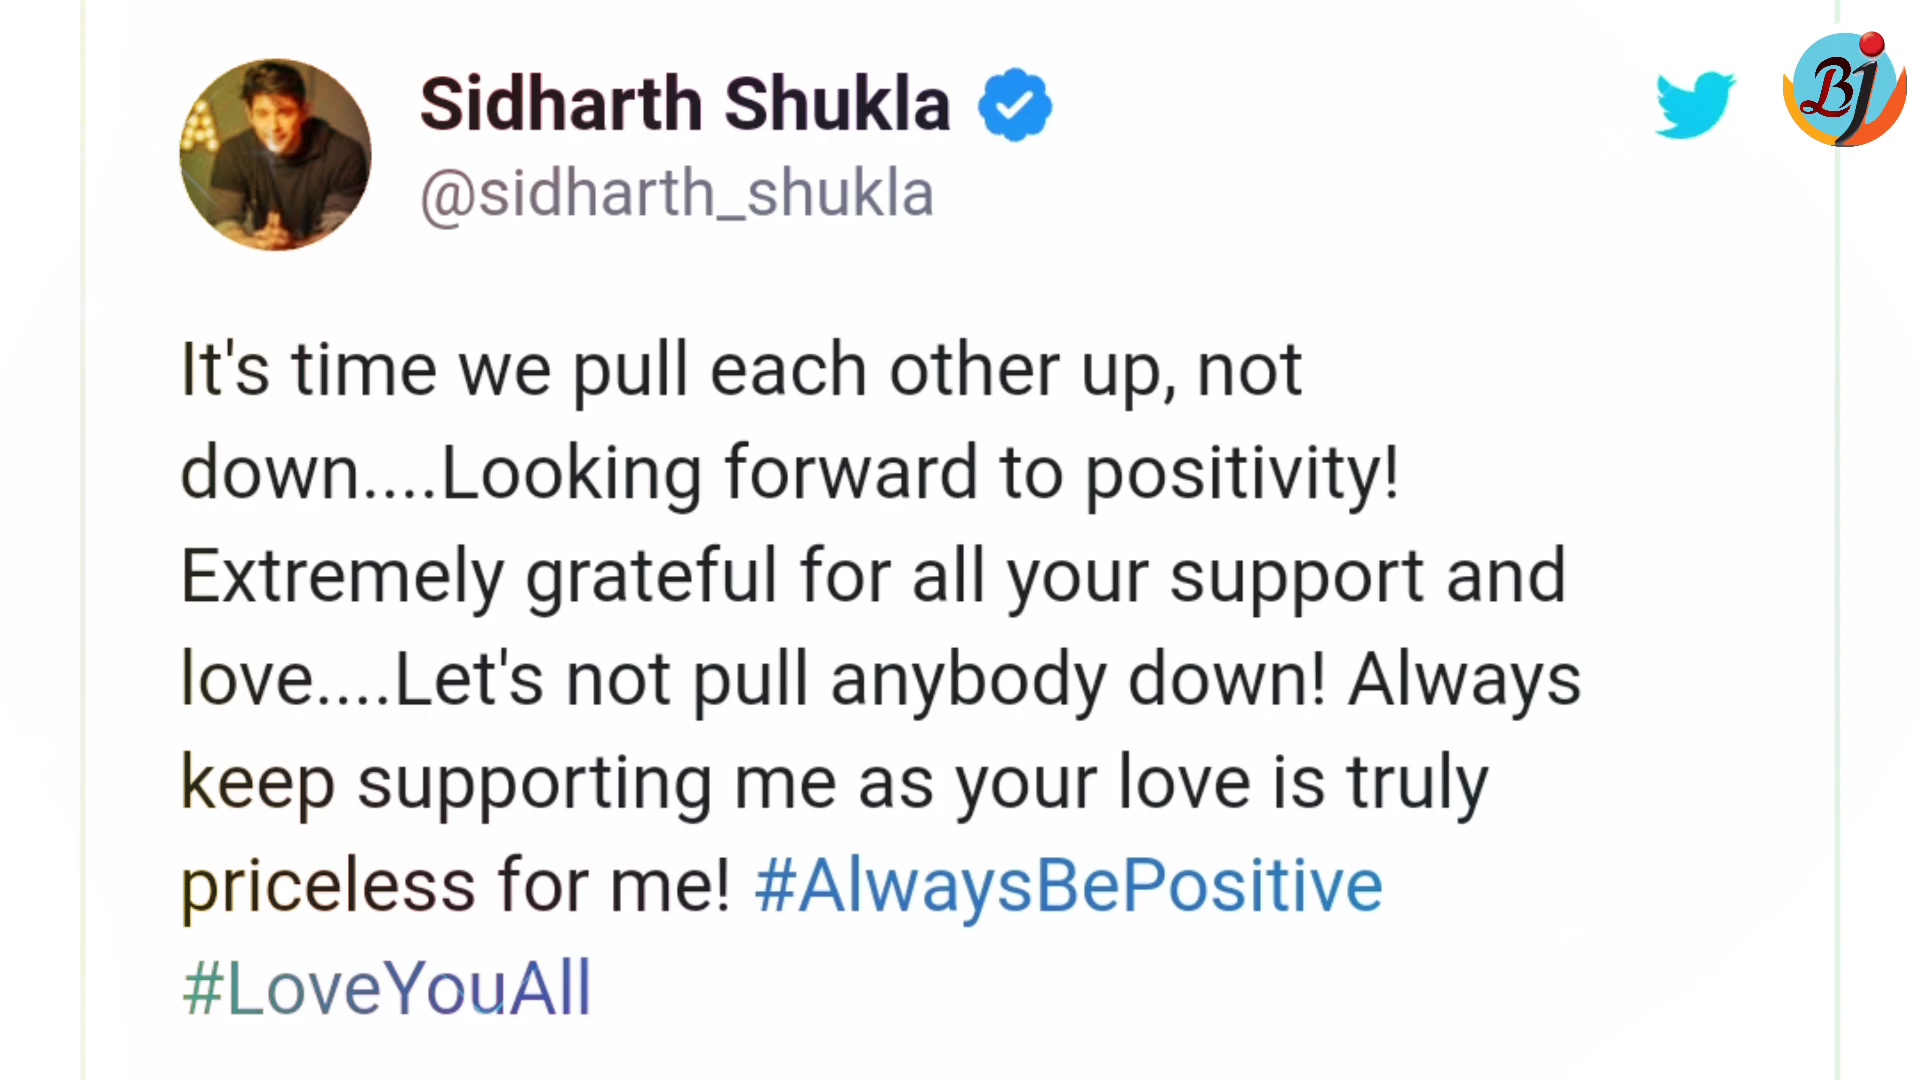 Sidharth Shukla
BJ
@sidharth_shukla
It's time we pull each other up, not
down....Looking forward to positivity!
Extremely grateful for all your support and
love....Let's not pull anybody down! Always
keep supporting me as your love is truly
priceless for me! #AlwaysBePositive
#LoveYouAll